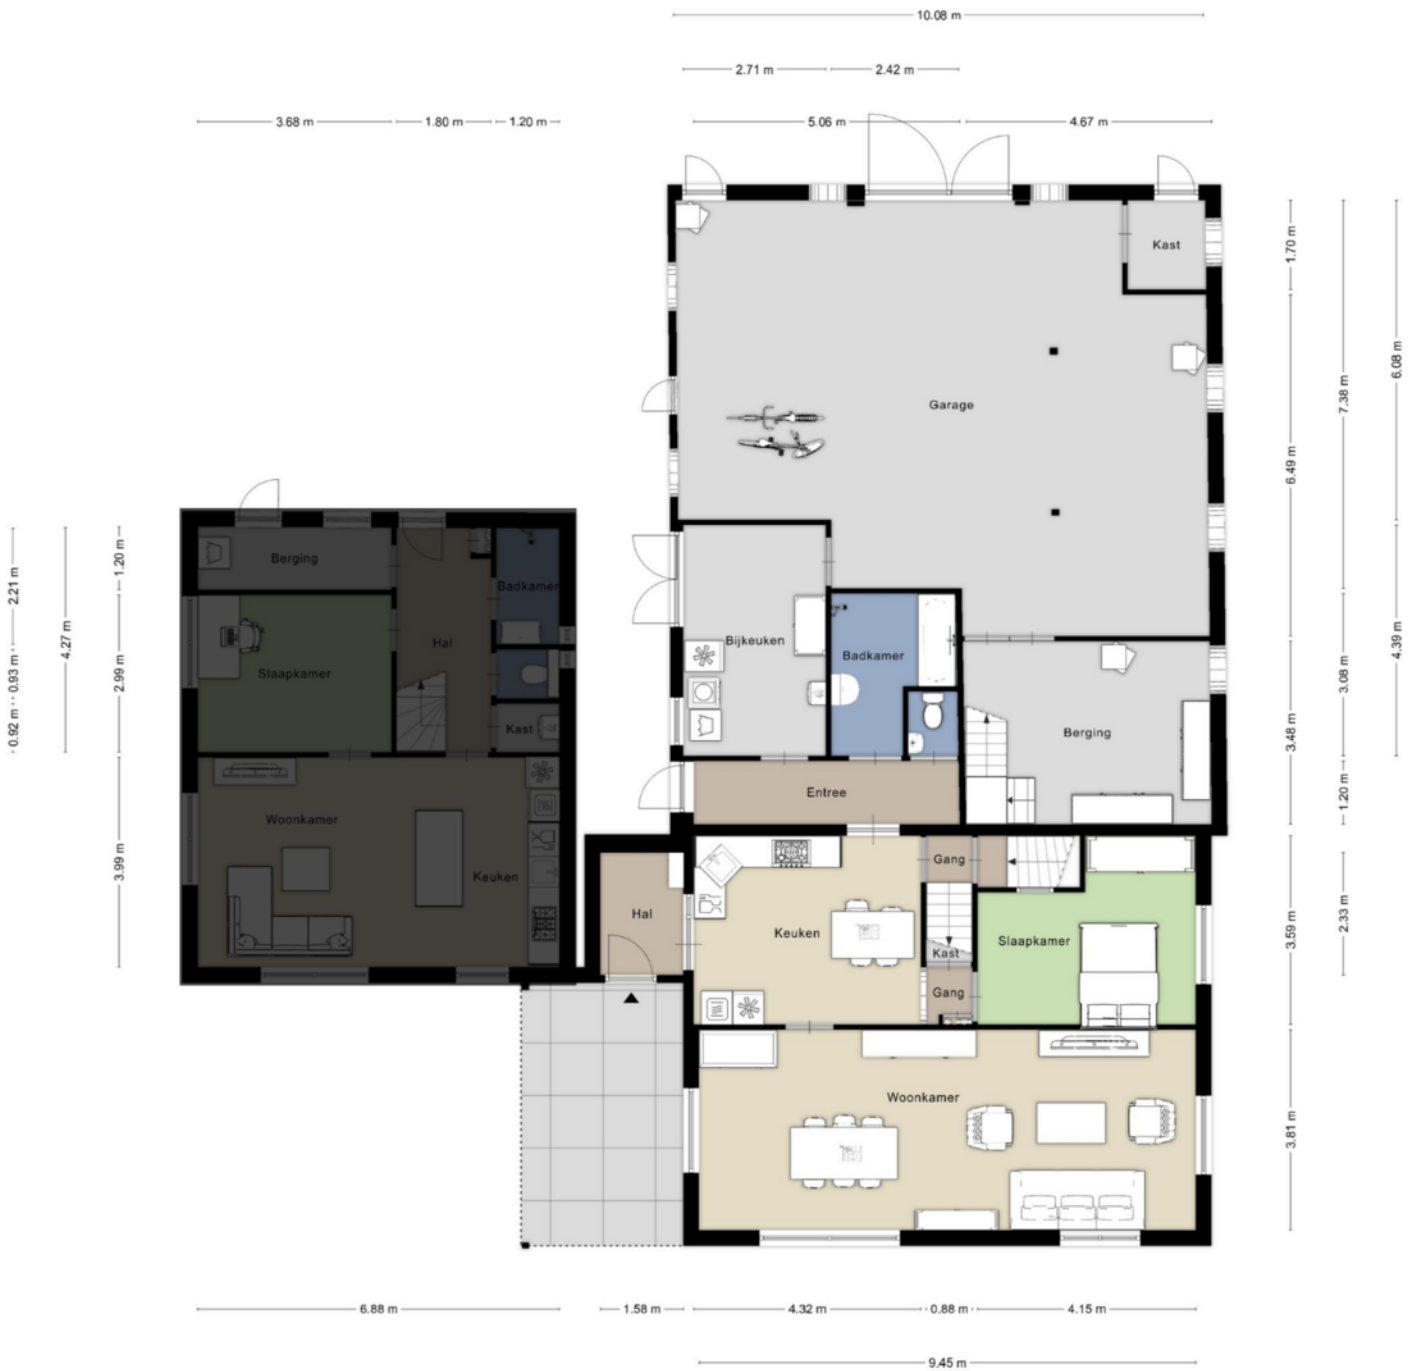 10.08 m
2.71 m
2.42 m
3.68 m
1.80 m
1.20 m
5.06 m
4.67 m
Kast
1.70 m
6.08 m
7.38 m
Garage
6.49 m
2.21 m
4.27 m
1.20 m
Berging
Badkamer
Hal
Slaapkamer
0.93 m
2.99 m
0.92 m
Kast
Bijkeuken
Badkamer
Berging
4.39 m
3.08 m
3.48 m
Entree
1.20 m
Woonkamer
Keuken
3.99 m
Gang
Hal
Keuken
Kast
Slaapkamer
Gang
3.59 m
2.33 m
Woonkamer
3.81 m
6.88 m
1.58 m
4.32 m
0.88 m
4.15 m
9.45 m